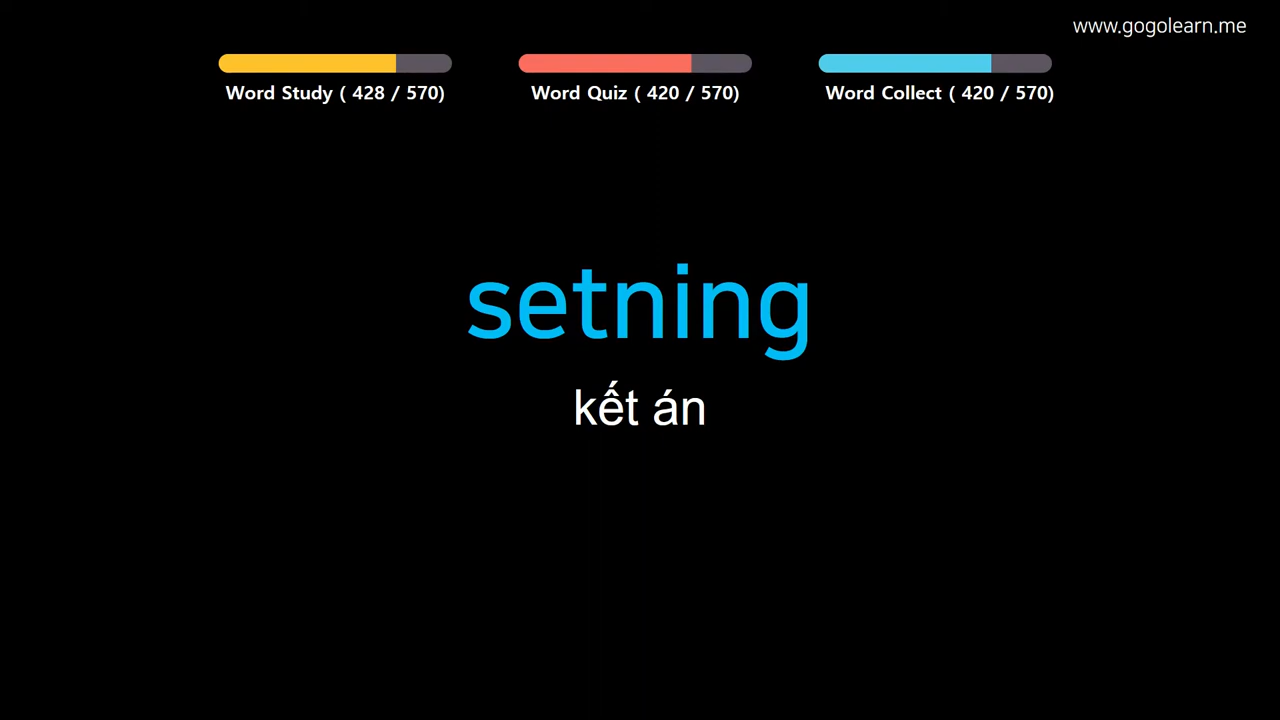 www.gogolearn.me
Word Study ( 428 / 570)
Word Quiz ( 420 / 570)
Word Collect ( 420 / 570)
setning
kết án